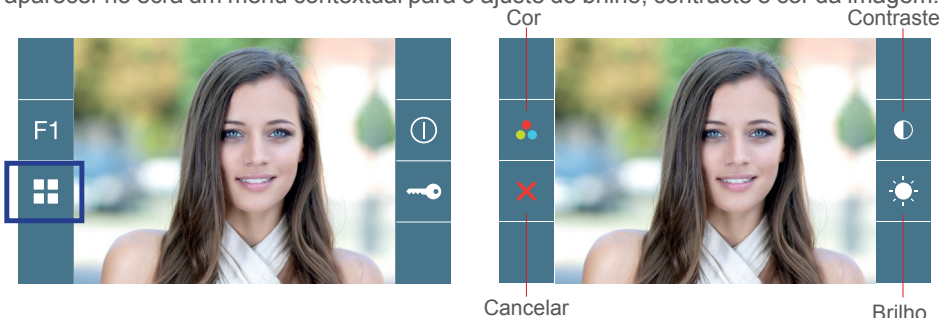 aparecer no ecrã um menu contextual para o ajuste do brilho, contraste e cor da imagem.
Cor
Contraste
F1
Cancelar
Brilho